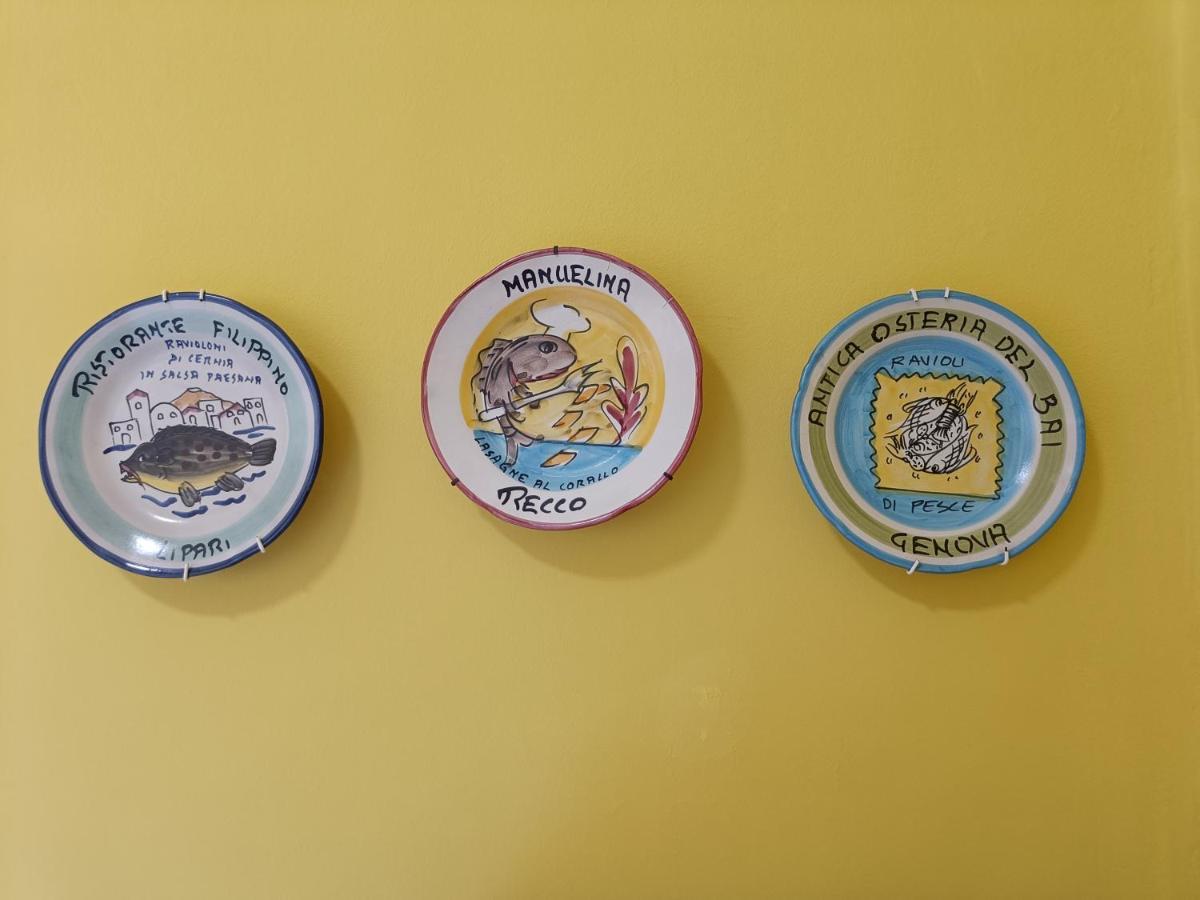 RISTORANTE FILIPPINO
RAVIOLONI
DI CERNIA
IN SALSA PAESANA
LIPARI
MANUELINA
LASAGNE AL CORALLO
RECCO
ANTICA OSTERIA DEL BAI
RAVIOLI
DI PESCE
GENOVA